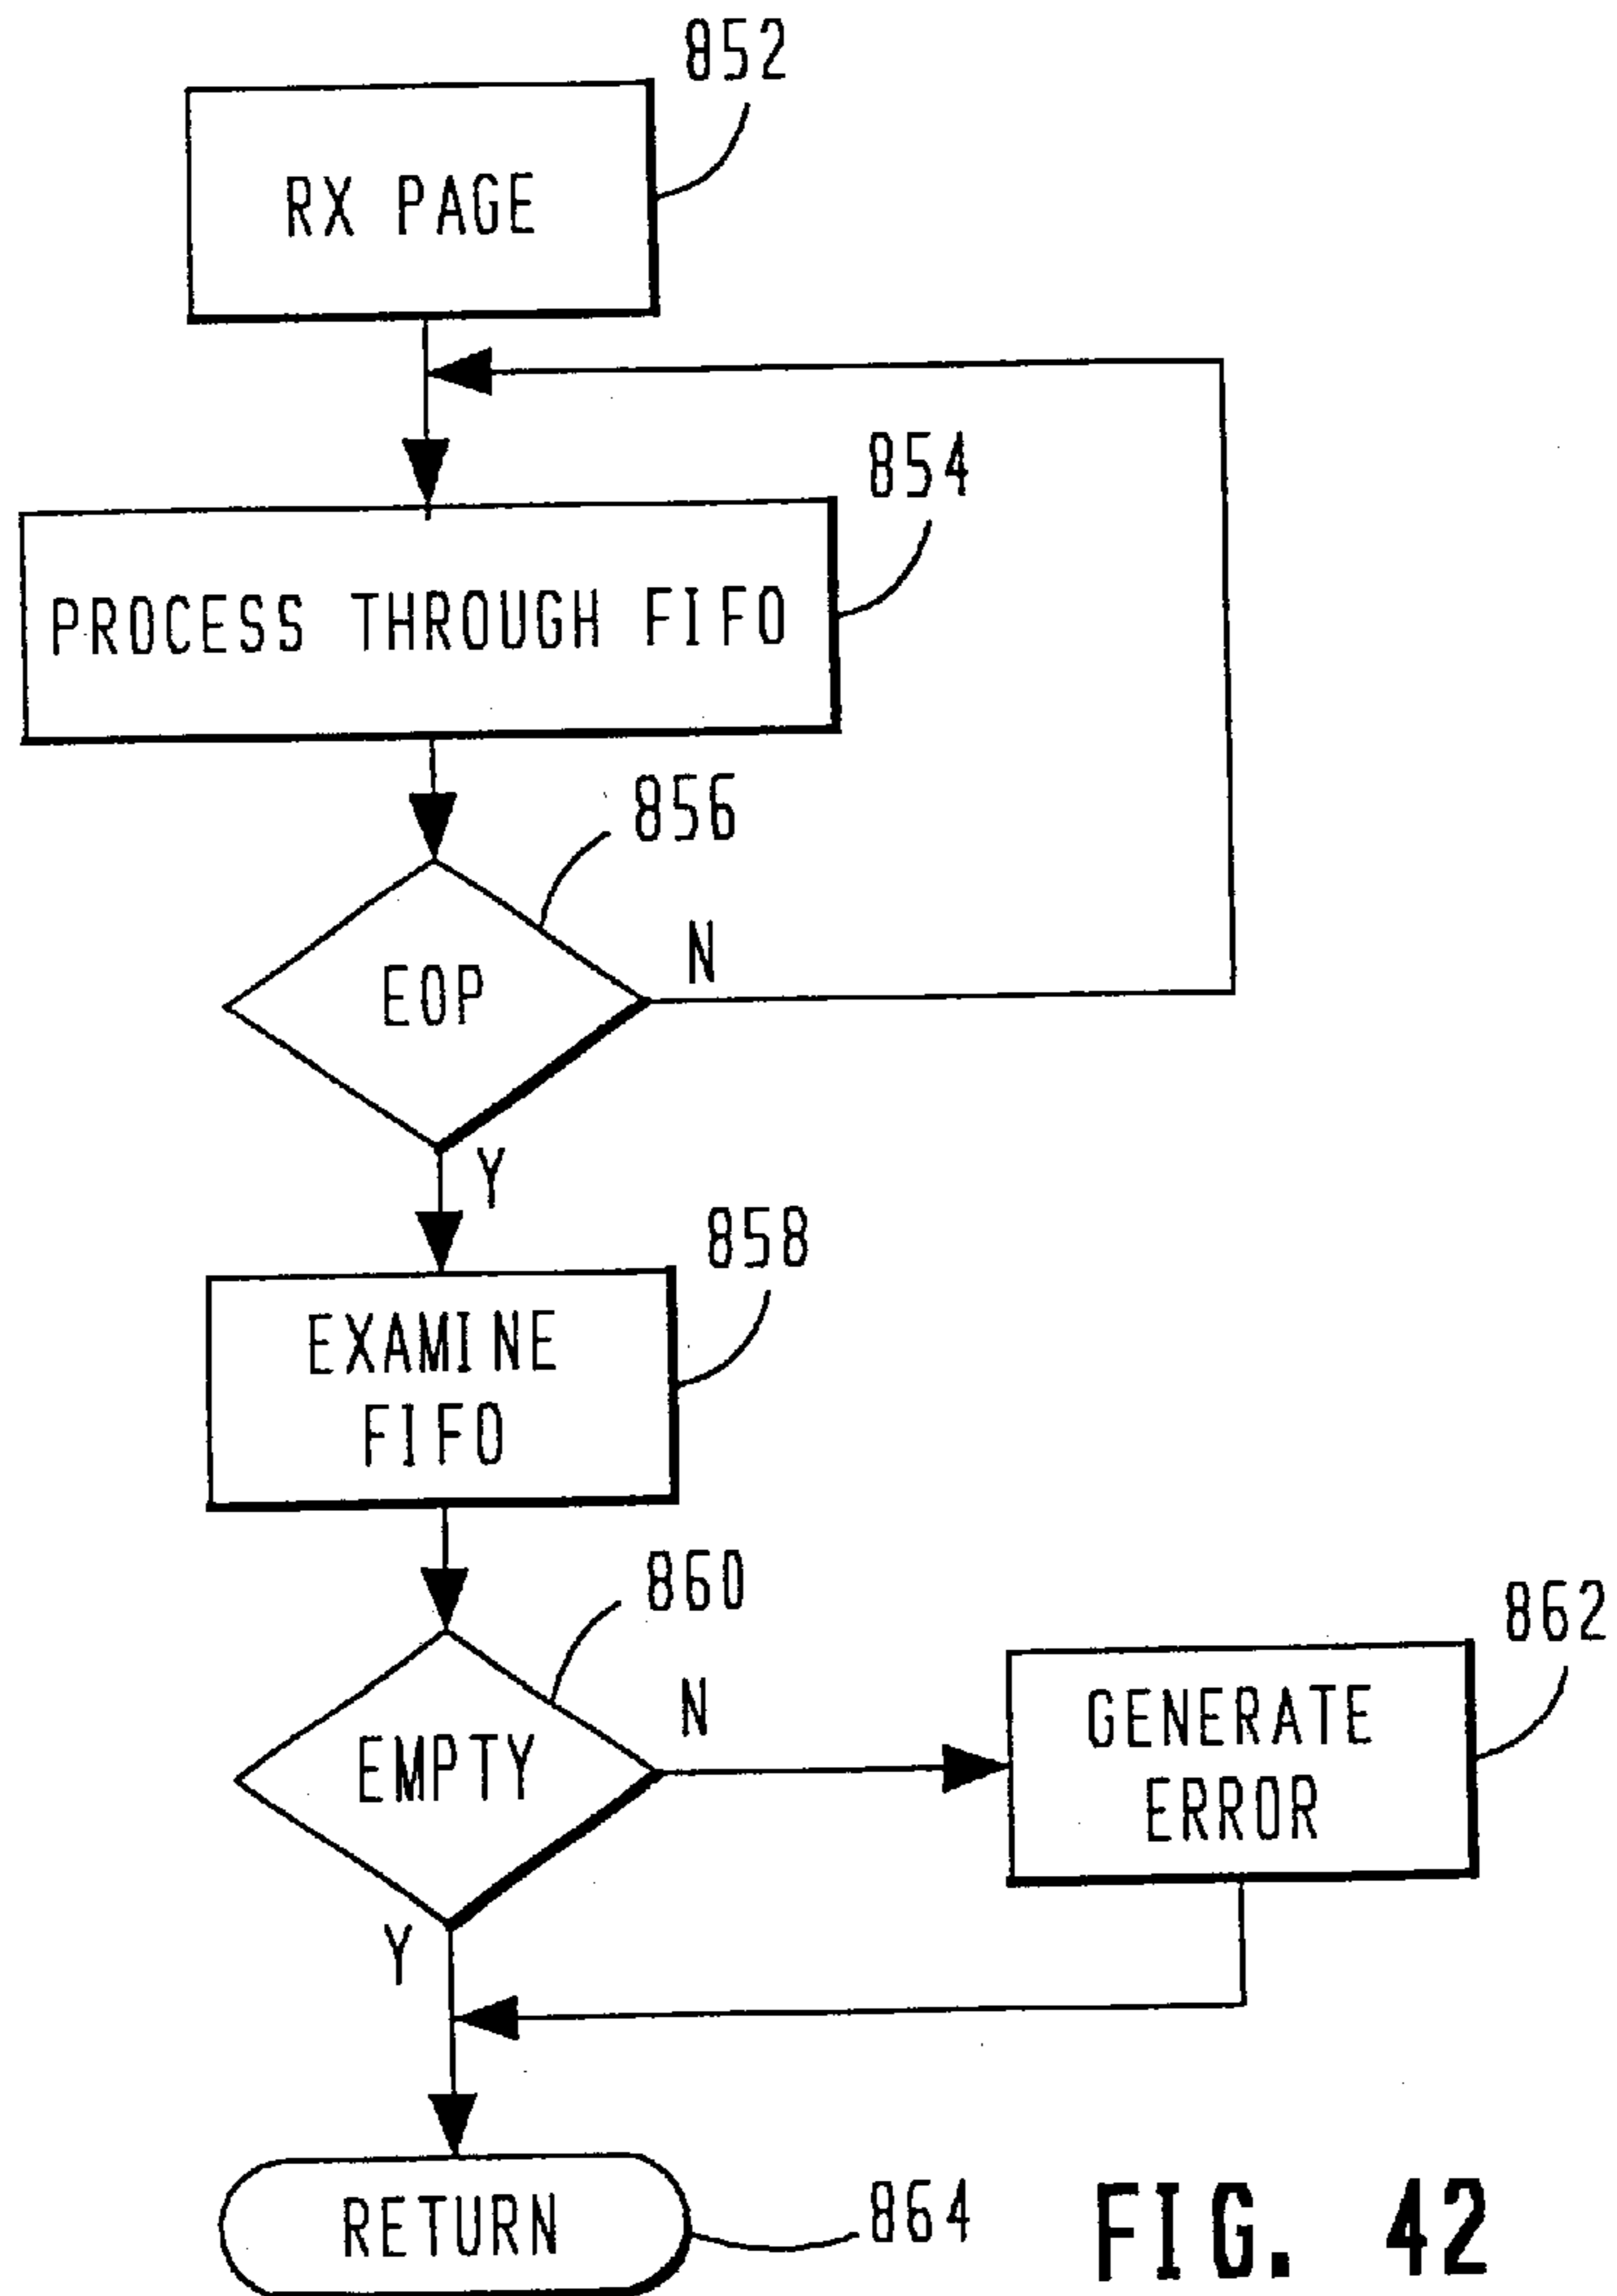 852
RX PAGE
854
PROCESS THROUGH FIFO
856
EOP
N
Y
858
EXAMINE
FIFO
860
EMPTY
N
Y
862
GENERATE
ERROR
RETURN
864
FIG. 42